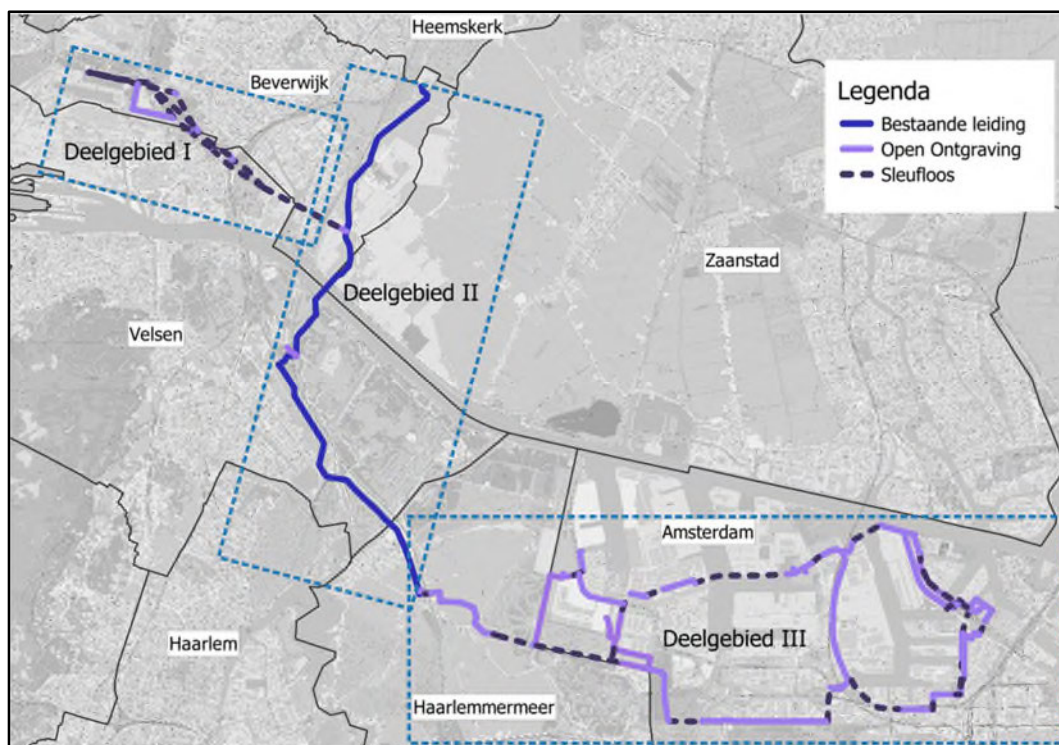 Heemskerk
Beverwijk
Legenda
Bestaande leiding
Open Ontgraving
Sleufloos
Deelgebied I
Zaanstad
Deelgebied II
Velsen
Amsterdam
Deelgebied III
Haarlem
Haarlemmermeer